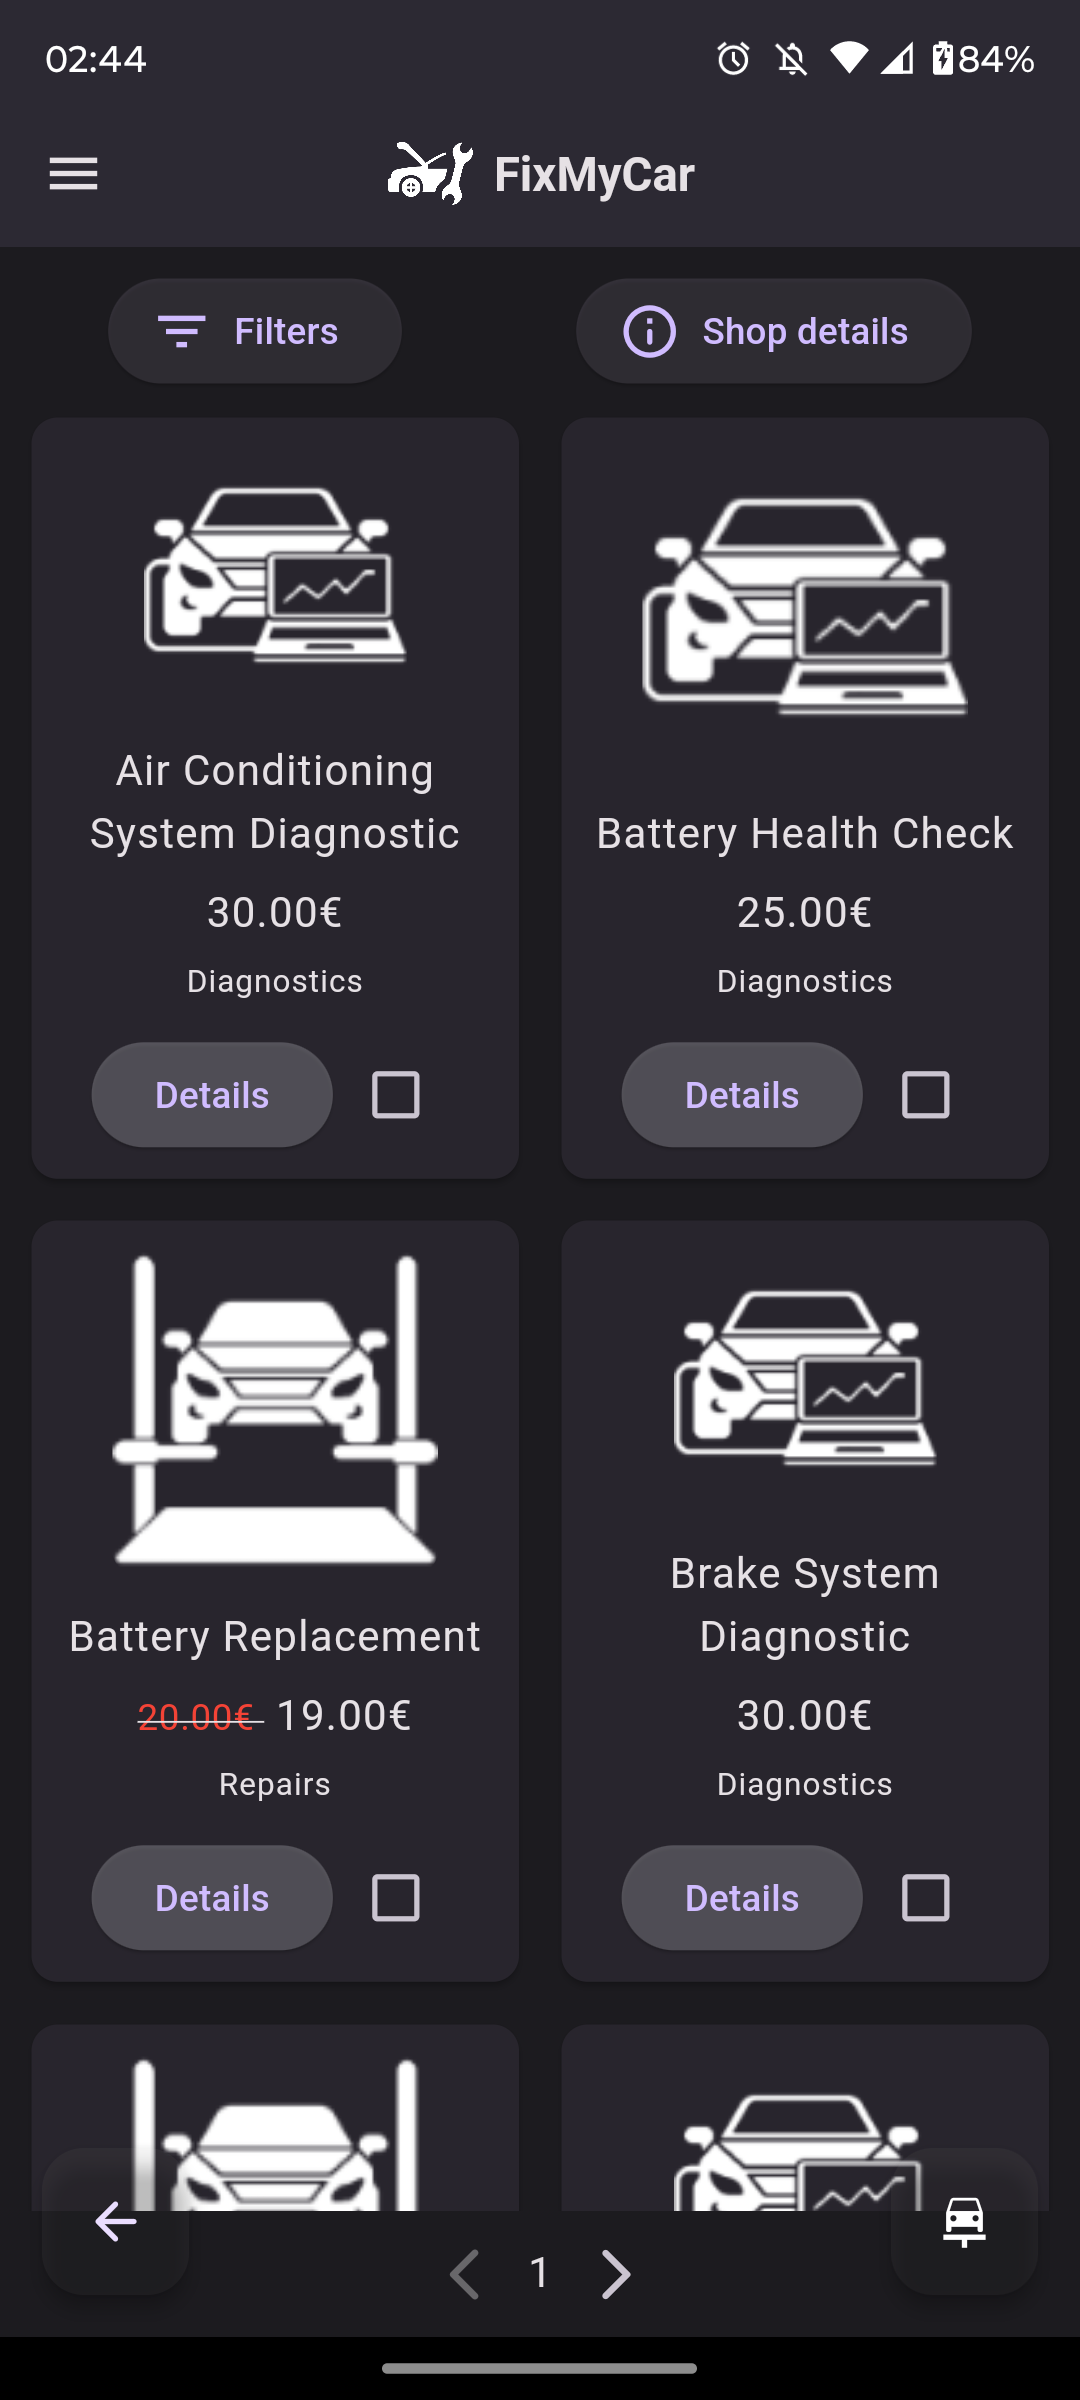 02:44
84%
FixMyCar
Filters
Shop details
Air Conditioning
System Diagnostic
30.00€
Diagnostics
Details
Battery Health Check
25.00€
Diagnostics
Details
Battery Replacement
20.00€ 19.00€
Repairs
Details
Brake System
Diagnostic
30.00€
Diagnostics
Details
1